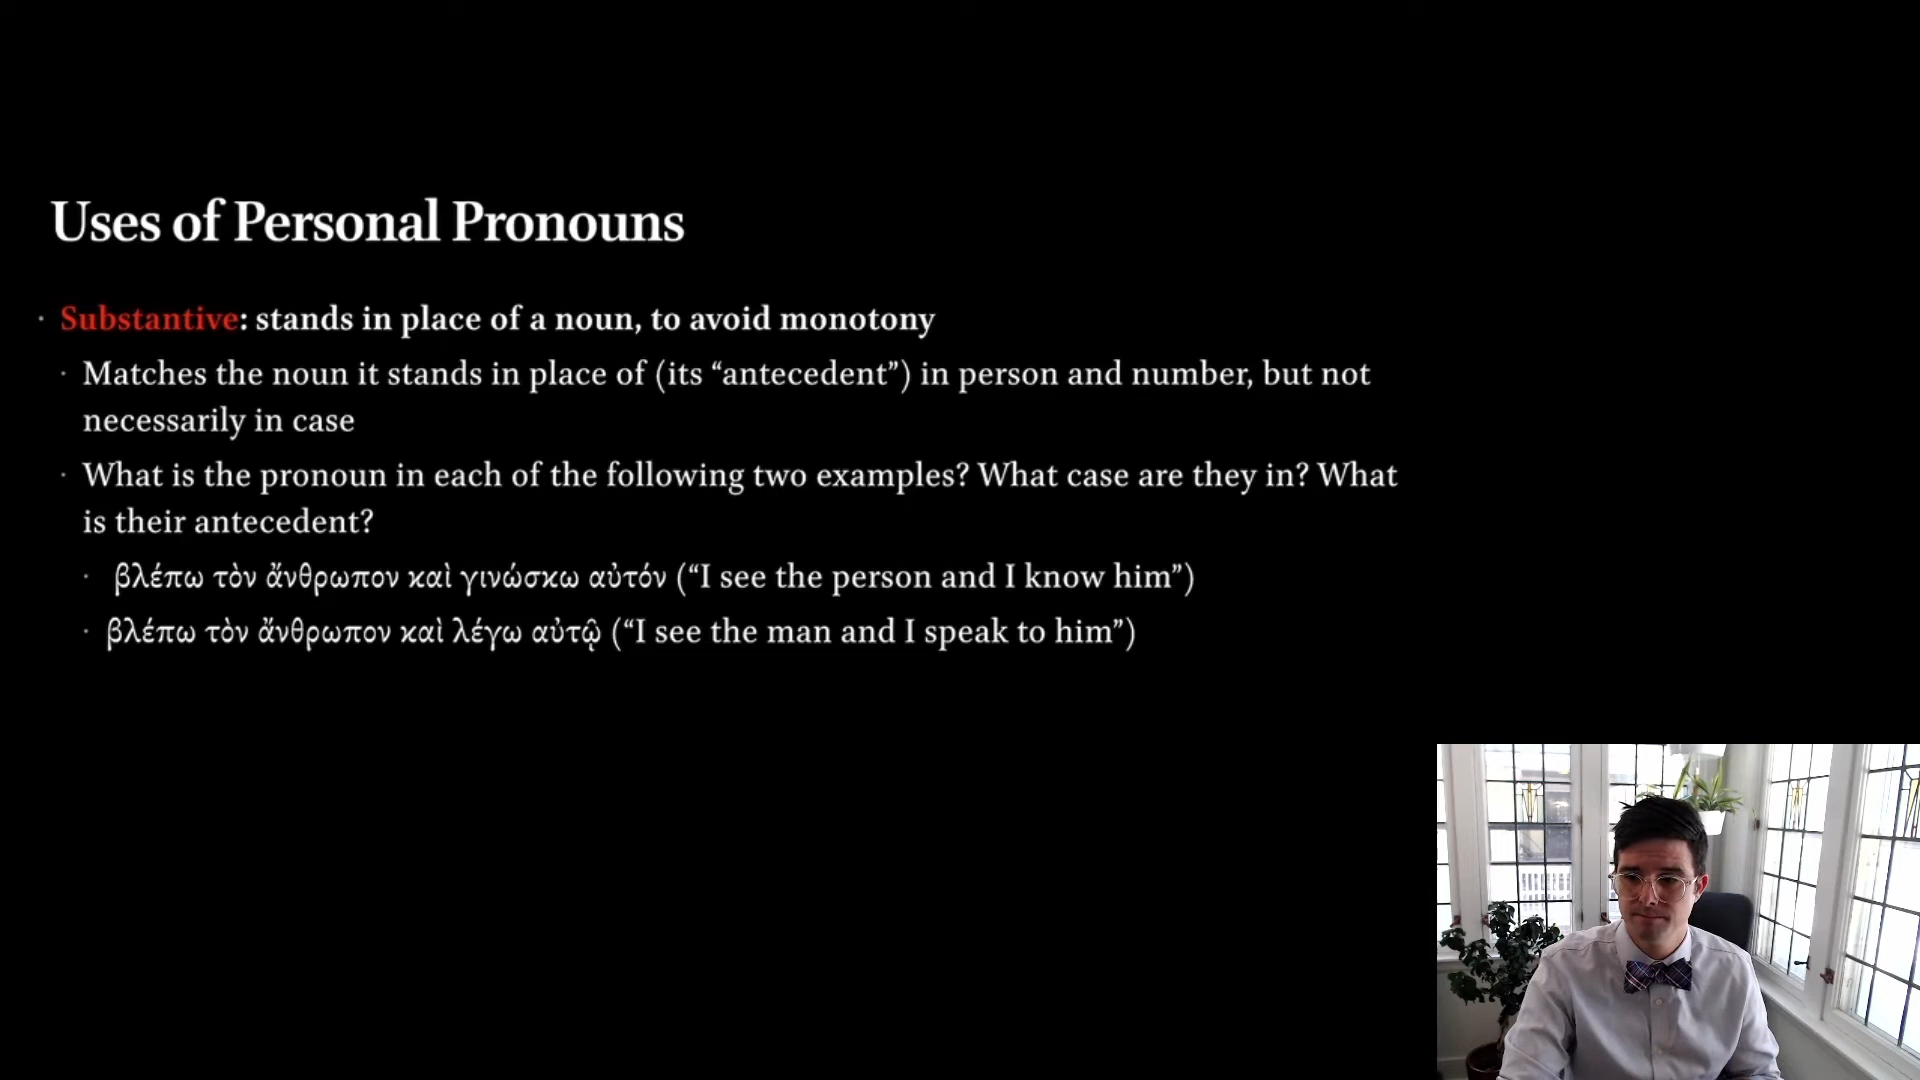 Uses of Personal Pronouns
· Substantive: stands in place of a noun, to avoid monotony
· Matches the noun it stands in place of (its “antecedent”) in person and number, but not
necessarily in case
· What is the pronoun in each of the following two examples? What case are they in? What
is their antecedent?
· βλέπω τὸν ἄνθρωπον καὶ γινώσκω αὐτόν (“I see the person and I know him”)
· βλέπω τὸν ἄνθρωπον καὶ λέγω αὐτῷ (“I see the man and I speak to him”)